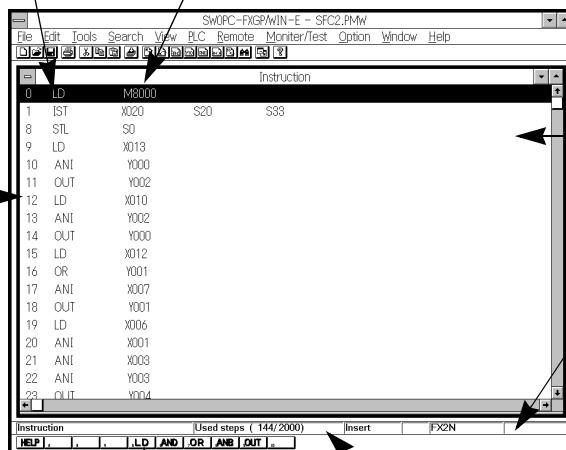 SW0PC-FXGP/WIN-E - SFC2.PMW
File Edit Tools Search View PLC Remote Moniter/Test Option Window Help
Instruction
0 LD M8000
1 IST X020 S20 S33
8 STL S0
9 LD X013
10 ANI Y000
11 OUT Y002
12 LD X010
13 ANI Y002
14 OUT Y000
15 LD X012
16 OR Y001
17 ANI X007
18 OUT Y001
19 LD X006
20 ANI X001
21 ANI X003
22 ANI Y003
23 OUT Y004
Instruction Used steps ( 144/2000) Insert FX2N
HELP .LD .AND .OR .ANB .OUT